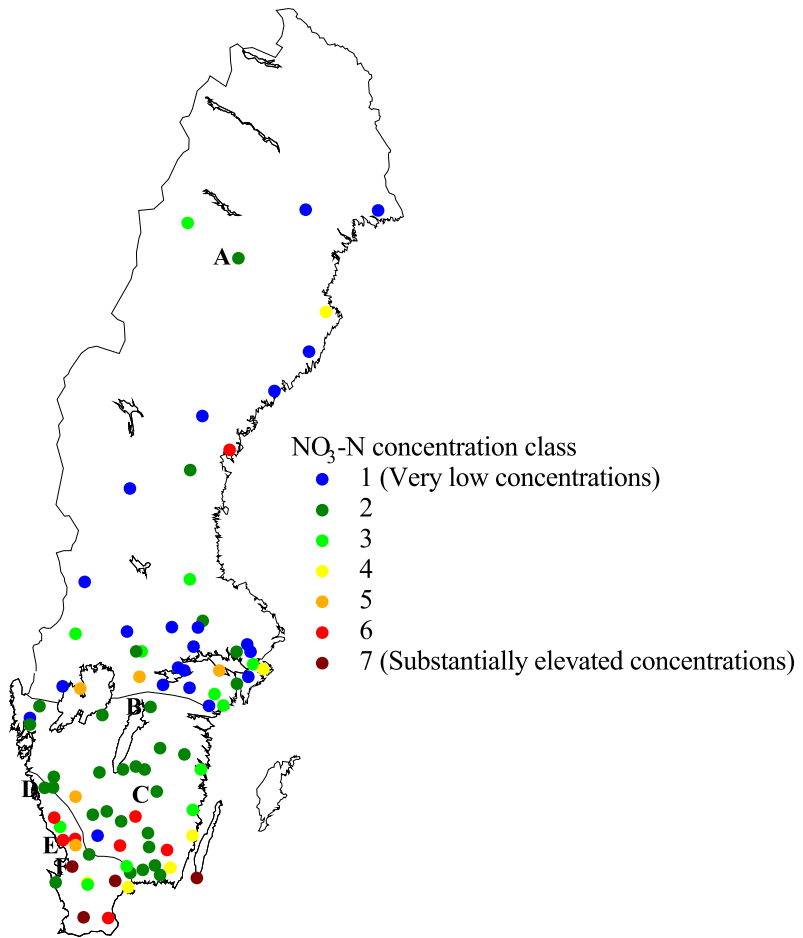 A
NO3-N concentration class
1 (Very low concentrations)
2
3
4
5
6
7 (Substantially elevated concentrations)
B
D
C
E
F